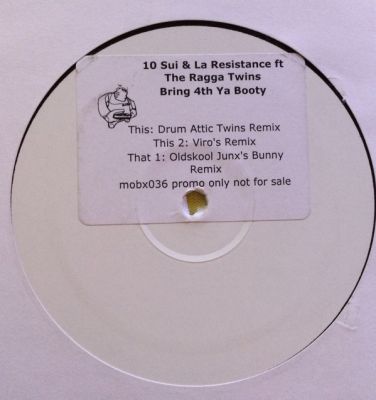 10 Sui & La Resistance ft
The Ragga Twins
Bring 4th Ya Booty
This: Drum Attic Twins Remix
This 2: Viro's Remix
That 1: Oldskool Junx's Bunny
Remix
mobx036 promo only not for sale